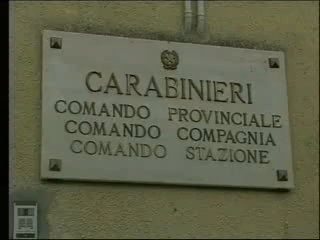 CARABINIERI
COMANDO PROVINCIALE
COMANDO COMPAGNIA
COMANDO STAZIONE